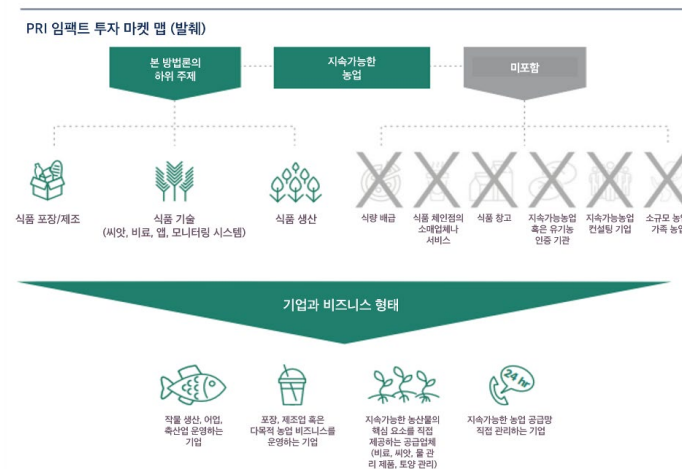 PRI 임팩트 투자 마켓 맵 (발췌)
본 방법론의
하위 주제
지속가능한
농업
미포함
식품 포장/제조
식품 기술
(씨앗, 비료, 앱, 모니터링 시스템)
식품 생산
식량 배급
식품 체인점의
소매업체나
서비스
식품 창고
지속가능농업
혹은 유기농
인증 기관
지속가능농업
컨설팅 기업
소규모
가족
기업과 비즈니스 형태
작물 생산, 어업,
축산업 운영하는
기업
포장, 제조업 혹은
다목적 농업 비즈니스를
운영하는 기업
지속가능한 농산물의
핵심 요소를 직접
제공하는 공급업체
(비료, 씨앗, 물 관
리 제품, 토양 관리)
24 hr
지속가능한 농업 공급망
직접 관리하는 기업